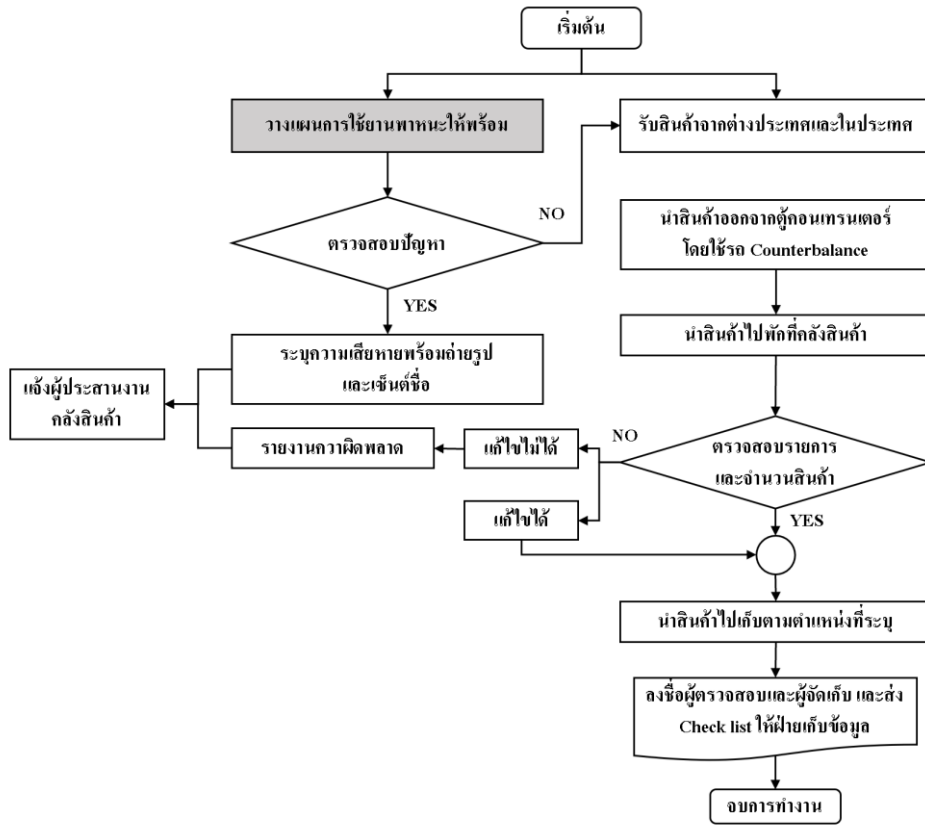 เริ่มต้น
วางแผนการใช้ยานพาหนะให้พร้อม
รับสินค้าจากต่างประเทศและในประเทศ
NO
ตรวจสอบปัญหา
นำสินค้าออกจากตู้คอนเทรนเตอร์
โดยใช้รถ Counterbalance
YES
นำสินค้าไปพักที่คลังสินค้า
ระบุความเสียหายพร้อมถ่ายรูป
และเซ็นต์ชื่อ
แจ้งผู้ประสานงาน
คลังสินค้า
รายงานควาผิดพลาด
แก้ไขไม่ได้
NO
ตรวจสอบรายการ
และจำนวนสินค้า
แก้ไขได้
YES
นำสินค้าไปเก็บตามตำแหน่งที่ระบุ
ลงชื่อผู้ตรวจสอบและผู้จัดเก็บ และส่ง
Check list ให้ฝ่ายเก็บข้อมูล
จบการทำงาน